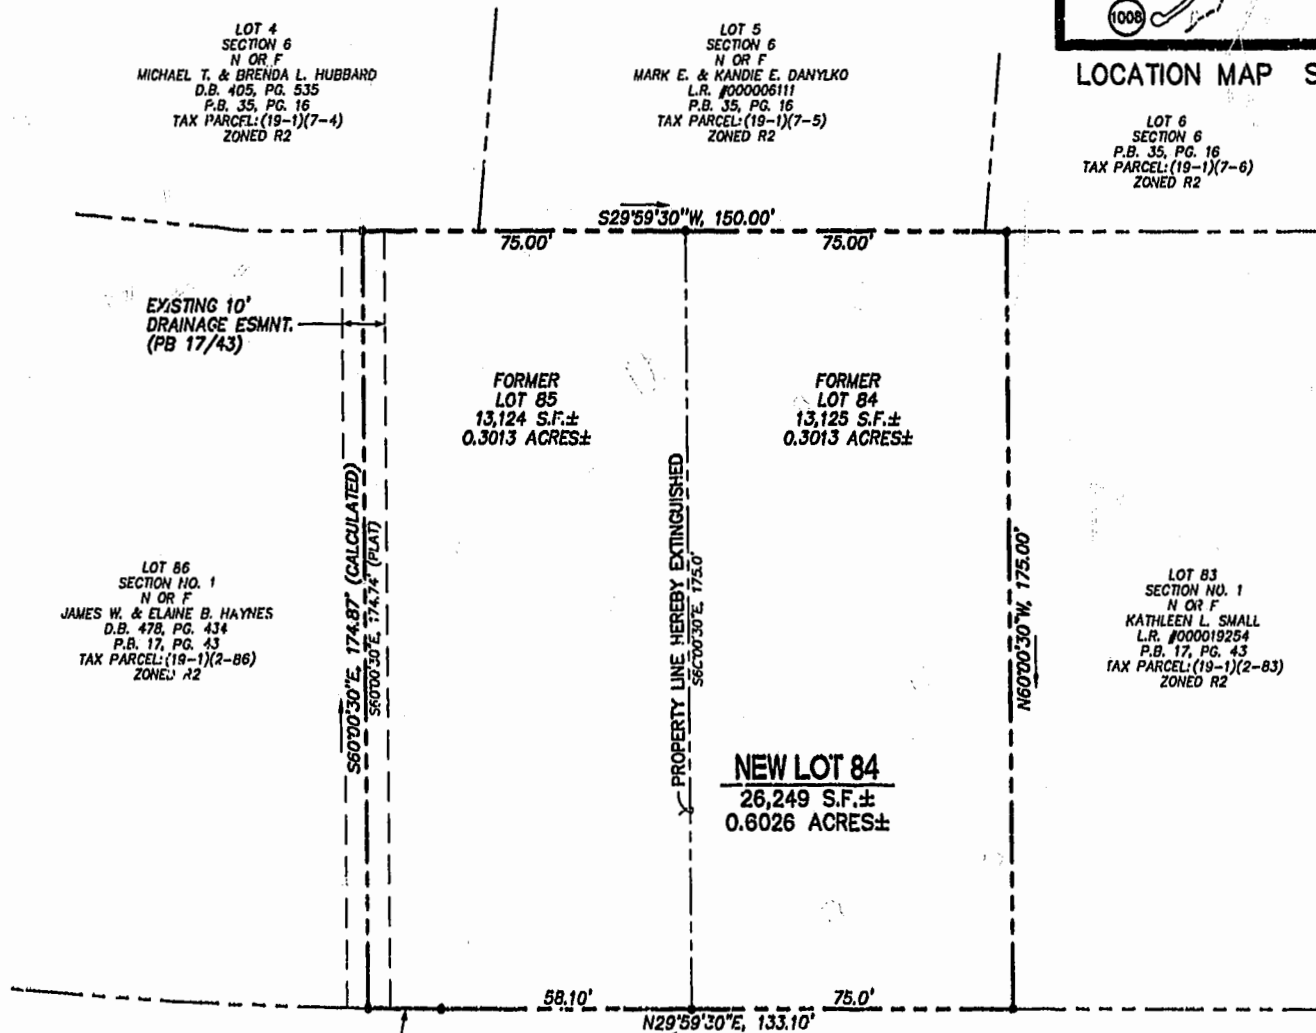 LOT 4
SECTION 6
N OR F
MICHAEL T. & BRENDA L. HUBBARD
D.B. 405, PG. 535
P.B. 35, PG. 16
TAX PARCEL:(19-1)(7-4)
ZONED R2
LOT 5
SECTION 6
N OR F
MARK E. & KANDIE E. DANYLKO
L.R. #000006111
P.B. 35, PG. 16
TAX PARCEL:(19-1)(7-5)
ZONED R2
1008
LOCATION MAP S
LOT 6
SECTION 6
P.B. 35, PG. 16
TAX PARCEL:(19-1)(7-6)
ZONED R2
S29°59'30"W, 150.00'
75.00'
75.00'
EXISTING 10'
DRAINAGE ESMNT.
(PB 17/43)
FORMER
LOT 85
13,124 S.F.±
0.3013 ACRES±
FORMER
LOT 84
13,125 S.F.±
0.3013 ACRES±
S60°00'30"E, 174.87' (CALCULATED)
S60°00'30"E, 174.74' (PLAT)
PROPERTY LINE HEREBY EXTINGUISHED
S60°00'30"E, 175.0'
N60°00'30"W, 175.00'
LOT 86
SECTION NO. 1
N OR F
JAMES W. & ELAINE B. HAYNES
D.B. 478, PG. 434
P.B. 17, PG. 43
TAX PARCEL:(19-1)(2-86)
ZONED R2
LOT 83
SECTION NO. 1
N OR F
KATHLEEN L. SMALL
L.R. #000019254
P.B. 17, PG. 43
TAX PARCEL:(19-1)(2-83)
ZONED R2
NEW LOT 84
26,249 S.F.±
0.6026 ACRES±
58.10'
75.0'
N29°59'30"E, 133.10'